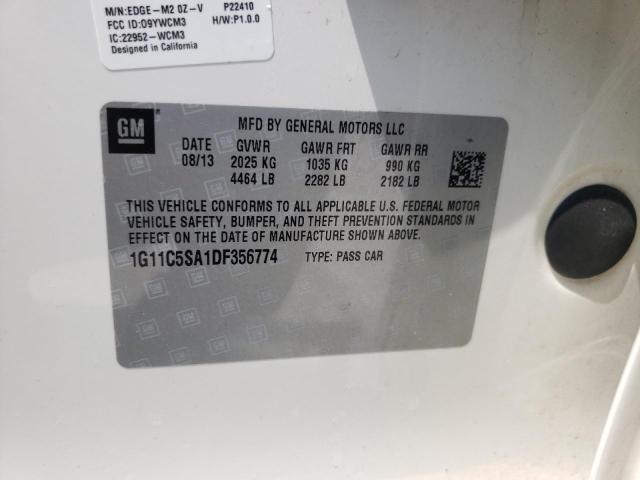 M/N:EDGE-M2 0Z-V P22410
FCC ID:O9YWCM3 H/W:P1.0.0
IC:22952-WCM3
Designed in California
GM
MFD BY GENERAL MOTORS LLC
DATE GVWR GAWR FRT GAWR RR
08/13 2025 KG 1035 KG 990 KG
4464 LB 2282 LB 2182 LB
THIS VEHICLE CONFORMS TO ALL APPLICABLE U.S. FEDERAL MOTOR
VEHICLE SAFETY, BUMPER, AND THEFT PREVENTION STANDARDS IN
EFFECT ON THE DATE OF MANUFACTURE SHOWN ABOVE.
1G11C5SA1DF356774 TYPE: PASS CAR